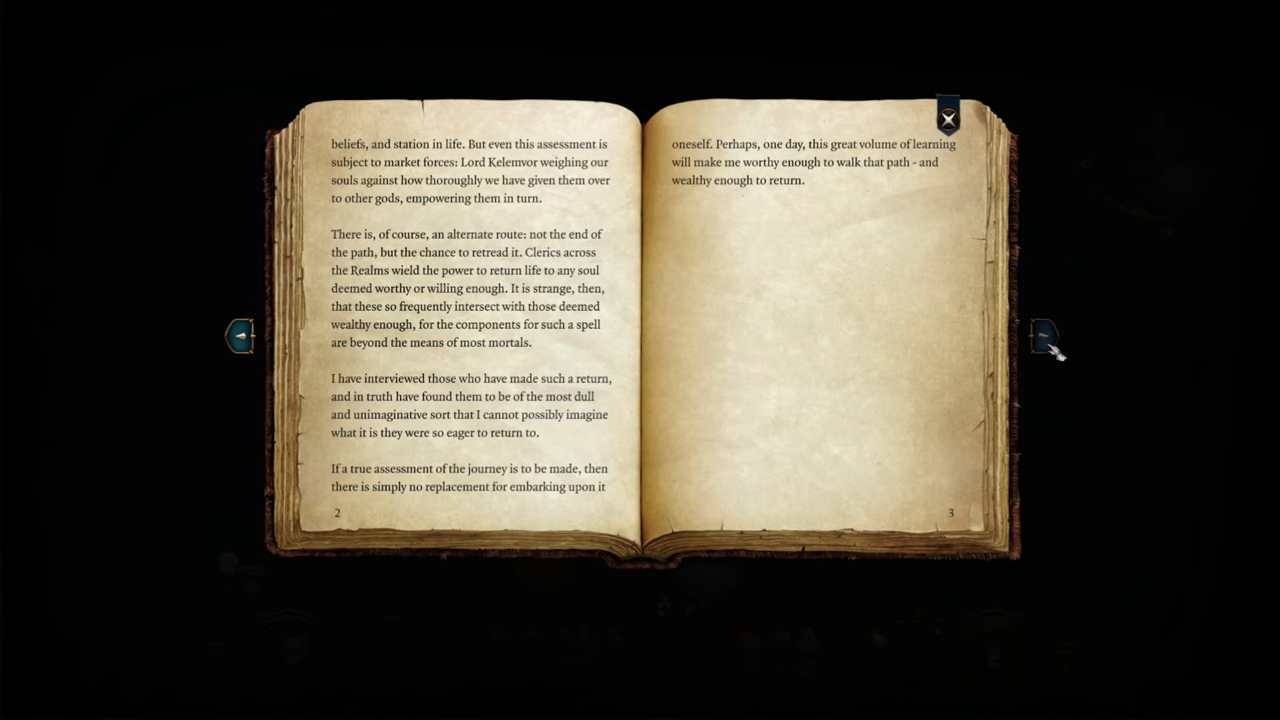 beliefs, and station in life. But even this assessment is
subject to market forces: Lord Kelemvor weighing our
souls against how thoroughly we have given them over
to other gods, empowering them in turn.
There is, of course, an alternate route: not the end of
the path, but the chance to retread it. Clerics across
the Realms wield the power to return life to any soul
deemed worthy or willing enough. It is strange, then,
that these so frequently intersect with those deemed
wealthy enough, for the components for such a spell
are beyond the means of most mortals.
I have interviewed those who have made such a return,
and in truth have found them to be of the most dull
and unimaginative sort that I cannot possibly imagine
what it is they were so eager to return to.
If a true assessment of the journey is to be made, then
there is simply no replacement for embarking upon it
2
oneself. Perhaps, one day, this great volume of learning
will make me worthy enough to walk that path - and
wealthy enough to return.
3